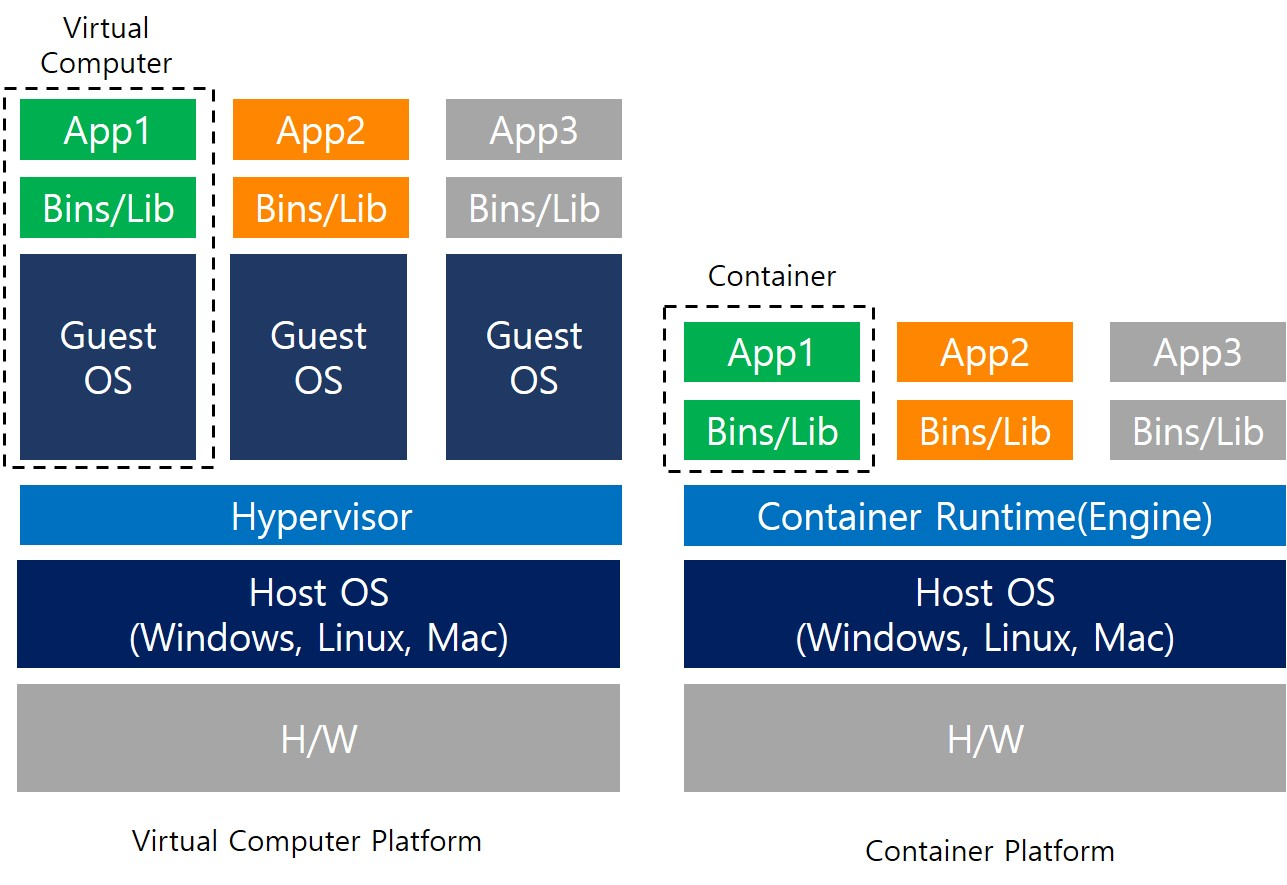 Virtual
Computer
App1
App2
App3
Bins/Lib
Bins/Lib
Bins/Lib
Guest
OS
Guest
OS
Guest
OS
Hypervisor
Host OS
(Windows, Linux, Mac)
H/W
Virtual Computer Platform
Container
App1
App2
App3
Bins/Lib
Bins/Lib
Bins/Lib
Container Runtime(Engine)
Host OS
(Windows, Linux, Mac)
H/W
Container Platform